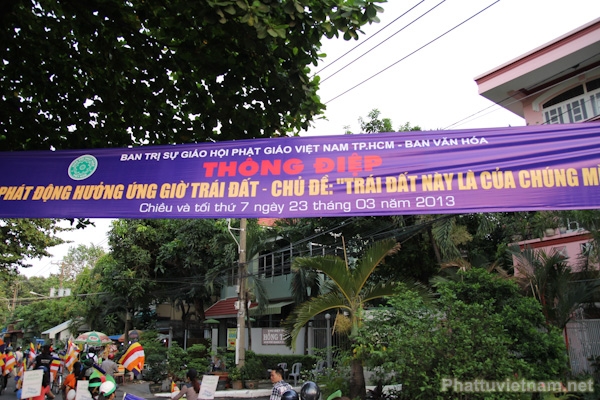 BAN TRỊ SỰ GIÁO HỘI PHẬT GIÁO VIỆT NAM TP.HCM - BAN VĂN HÓA
THÔNG ĐIỆP
PHÁT ĐỘNG HƯỞNG ỨNG GIỜ TRÁI ĐẤT - CHỦ ĐỀ: "TRÁI ĐẤT NÀY LÀ CỦA CHÚNG M
Chiều và tối thứ 7 ngày 23 tháng 03 năm 2013
Phattuvietnam.net